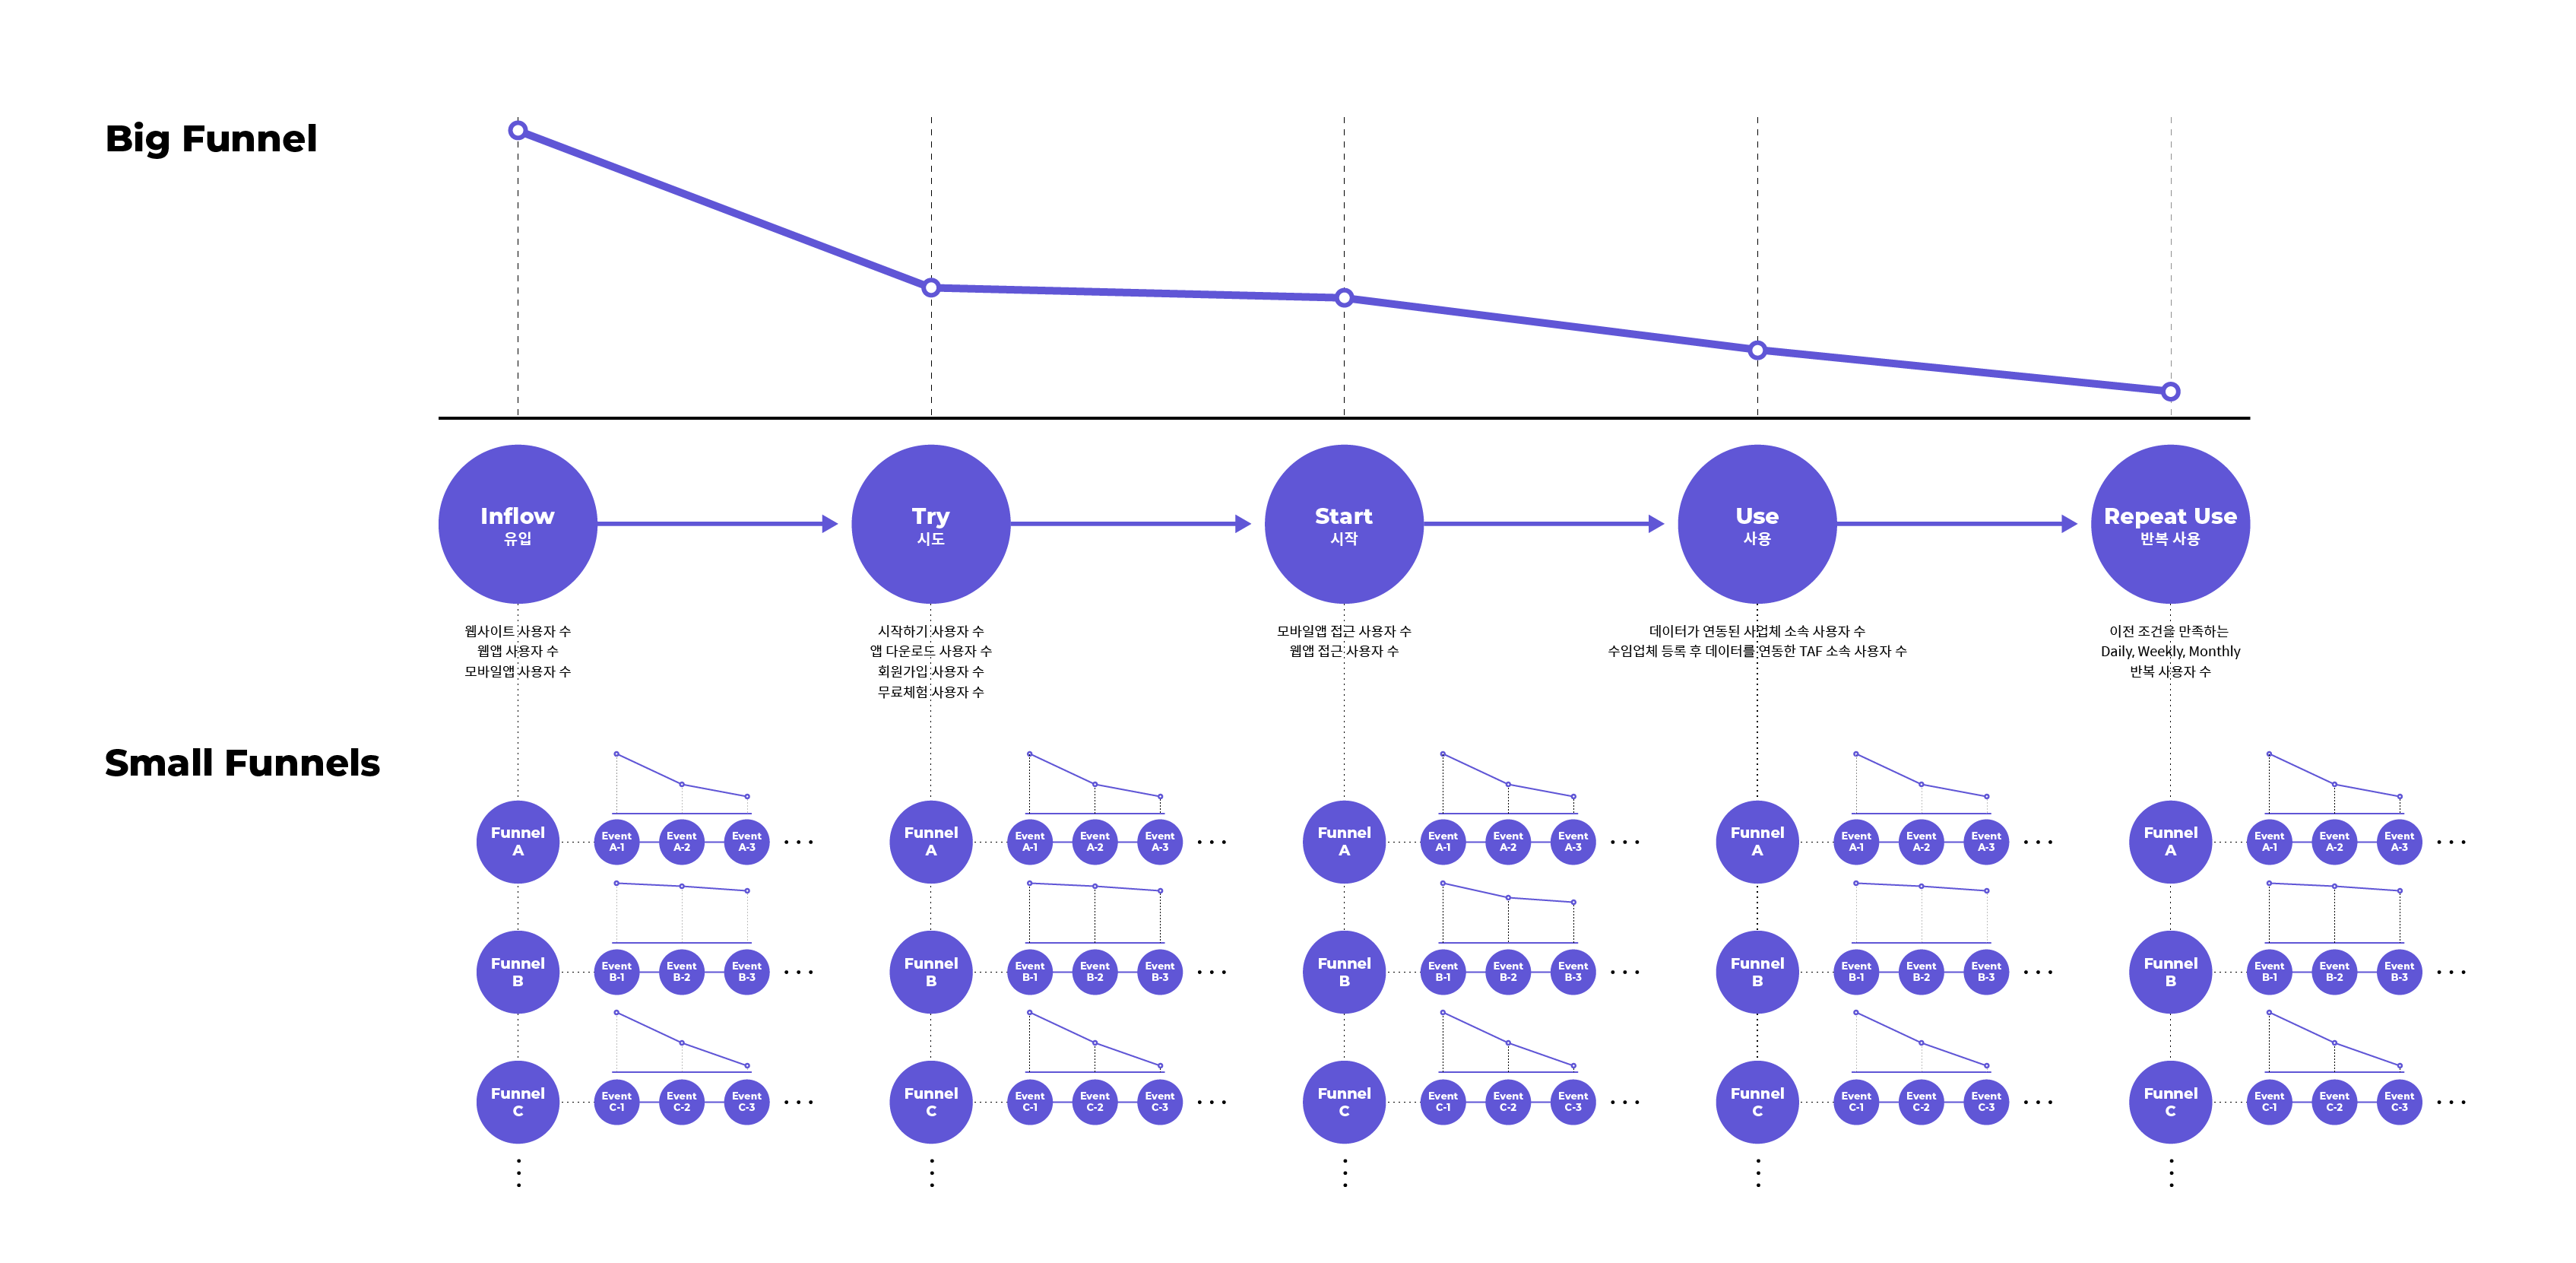 Big Funnel
Inflow
유입
Try
시도
Start
시작
Use
사용
Repeat Use
반복 사용
웹사이트 사용자 수
웹앱 사용자 수
모바일앱 사용자 수
시작하기 사용자 수
앱 다운로드 사용자 수
회원가입 사용자 수
무료체험 사용자 수
모바일앱 접근 사용자 수
웹앱 접근 사용자 수
데이터가 연동된 사업체 소속 사용자 수
수임업체 등록 후 데이터를 연동한 TAF 소속 사용자 수
이전 조건을 만족하는
Daily, Weekly, Monthly
반복 사용자 수
Small Funnels
Funnel
A
Event
A-1
Event
A-2
Event
A-3
Funnel
A
Event
A-1
Event
A-2
Event
A-3
Funnel
A
Event
A-1
Event
A-2
Event
A-3
Funnel
A
Event
A-1
Event
A-2
Event
A-3
Funnel
A
Event
A-1
Event
A-2
Event
A-3
Funnel
B
Event
B-1
Event
B-2
Event
B-3
Funnel
B
Event
B-1
Event
B-2
Event
B-3
Funnel
B
Event
B-1
Event
B-2
Event
B-3
Funnel
B
Event
B-1
Event
B-2
Event
B-3
Funnel
B
Event
B-1
Event
B-2
Event
B-3
Funnel
C
Event
C-1
Event
C-2
Event
C-3
Funnel
C
Event
C-1
Event
C-2
Event
C-3
Funnel
C
Event
C-1
Event
C-2
Event
C-3
Funnel
C
Event
C-1
Event
C-2
Event
C-3
Funnel
C
Event
C-1
Event
C-2
Event
C-3